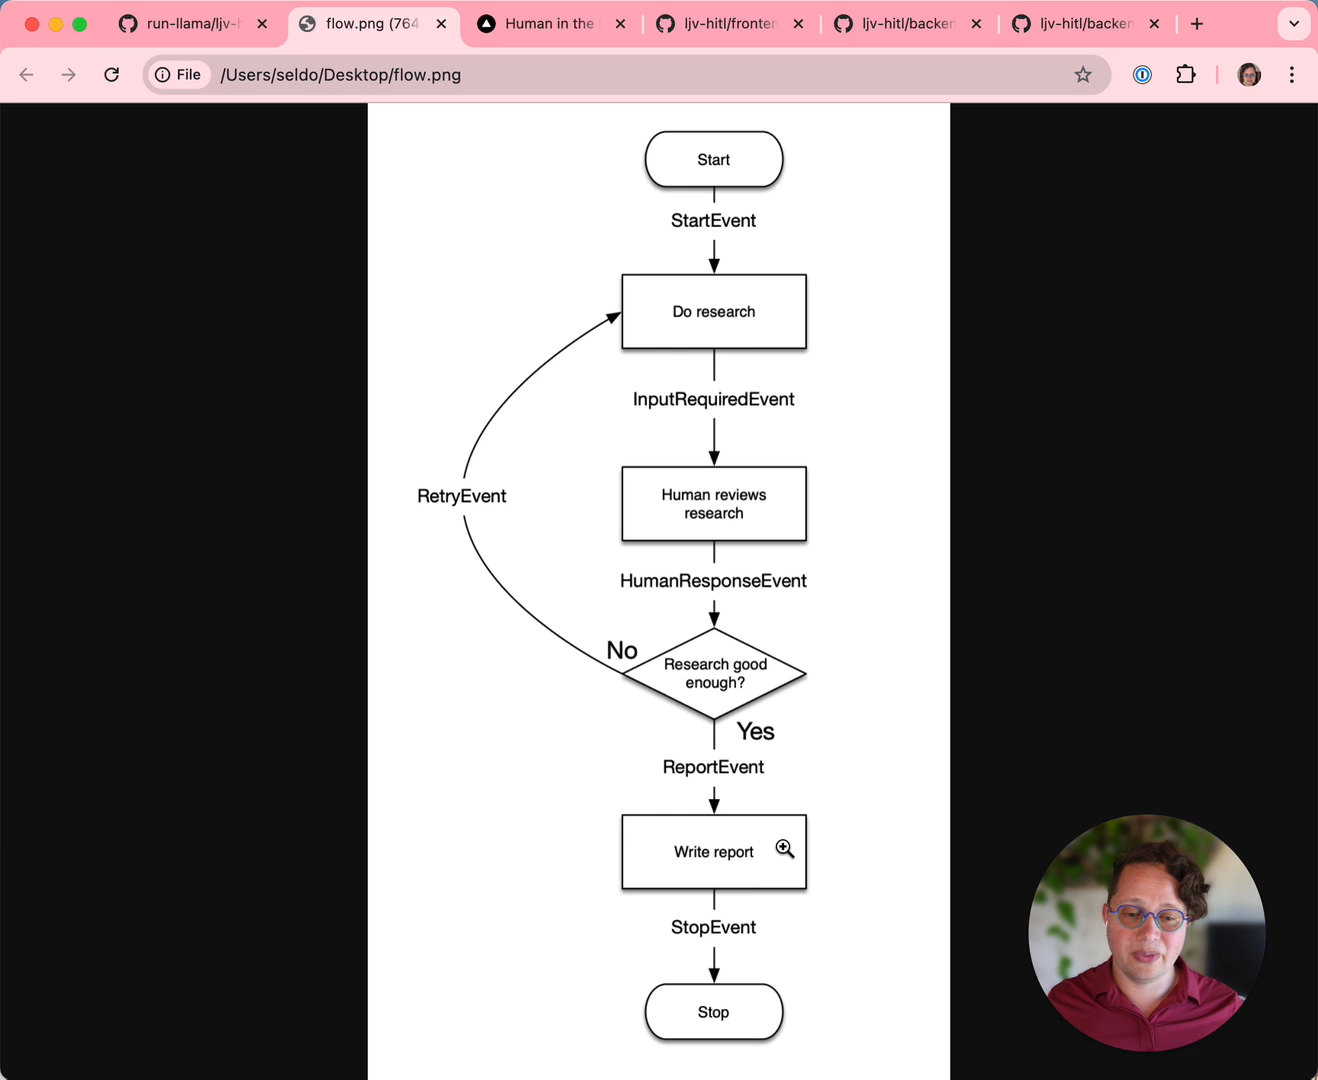 run-llama/ljv-h
flow.png (764
Human in the
ljv-hitl/fronten
ljv-hitl/backen
ljv-hitl/backen
File
/Users/seldo/Desktop/flow.png
Start
StartEvent
Do research
InputRequiredEvent
RetryEvent
Human reviews
research
HumanResponseEvent
No
Research good
enough?
Yes
ReportEvent
Write report
StopEvent
Stop